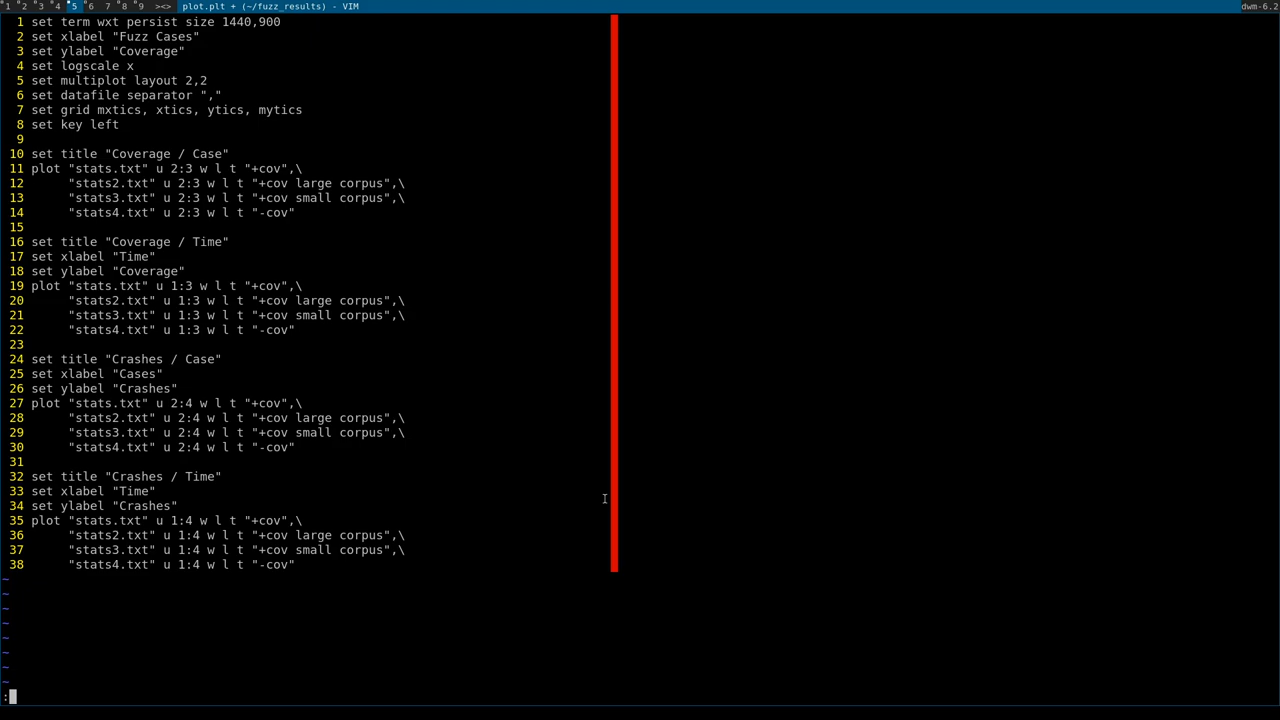 1 2 3 4 5 6 7 8 9 ><> plot.plt + (~/fuzz_results) - VIM dwm-6.2
1 set term wxt persist size 1440,900
2 set xlabel "Fuzz Cases"
3 set ylabel "Coverage"
4 set logscale x
5 set multiplot layout 2,2
6 set datafile separator ","
7 set grid mxtics, xtics, ytics, mytics
8 set key left
9
10 set title "Coverage / Case"
11 plot "stats.txt" u 2:3 w l t "+cov",\
12      "stats2.txt" u 2:3 w l t "+cov large corpus",\
13      "stats3.txt" u 2:3 w l t "+cov small corpus",\
14      "stats4.txt" u 2:3 w l t "-cov"
15
16 set title "Coverage / Time"
17 set xlabel "Time"
18 set ylabel "Coverage"
19 plot "stats.txt" u 1:3 w l t "+cov",\
20      "stats2.txt" u 1:3 w l t "+cov large corpus",\
21      "stats3.txt" u 1:3 w l t "+cov small corpus",\
22      "stats4.txt" u 1:3 w l t "-cov"
23
24 set title "Crashes / Case"
25 set xlabel "Cases"
26 set ylabel "Crashes"
27 plot "stats.txt" u 2:4 w l t "+cov",\
28      "stats2.txt" u 2:4 w l t "+cov large corpus",\
29      "stats3.txt" u 2:4 w l t "+cov small corpus",\
30      "stats4.txt" u 2:4 w l t "-cov"
31
32 set title "Crashes / Time"
33 set xlabel "Time"
34 set ylabel "Crashes"
35 plot "stats.txt" u 1:4 w l t "+cov",\
36      "stats2.txt" u 1:4 w l t "+cov large corpus",\
37      "stats3.txt" u 1:4 w l t "+cov small corpus",\
38      "stats4.txt" u 1:4 w l t "-cov"
~
~
~
~
~
~
~
~
: